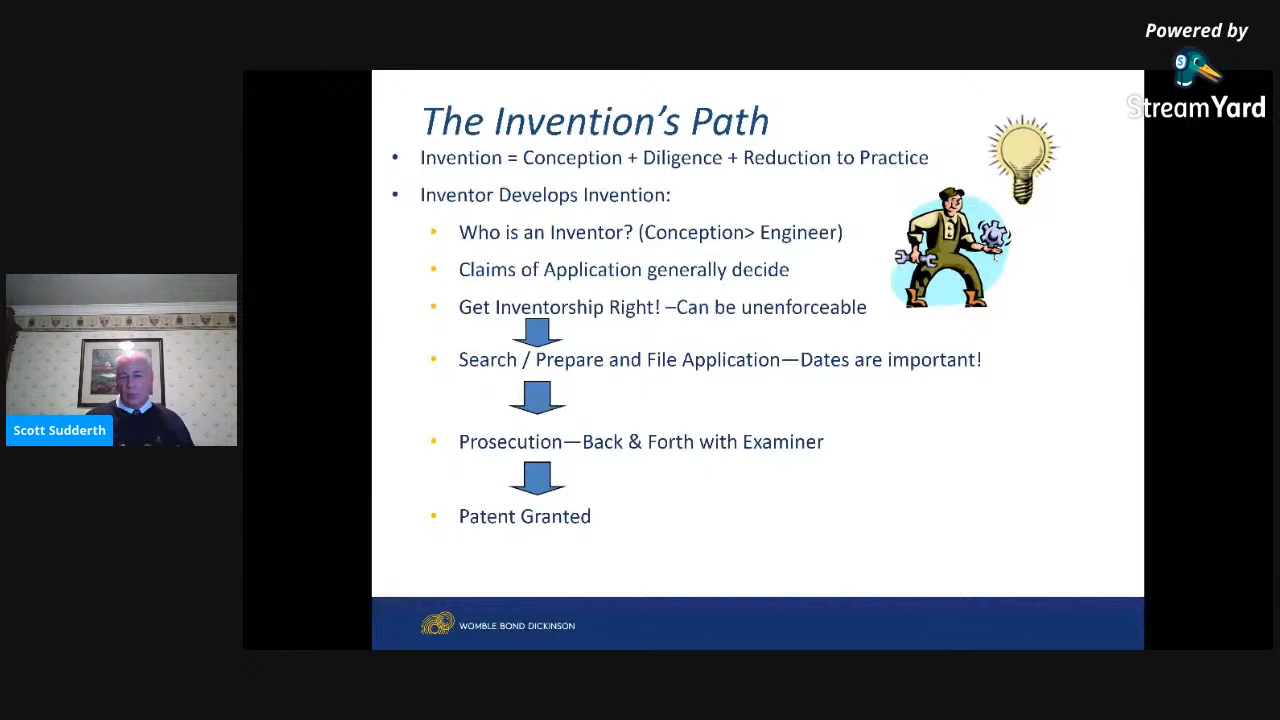 Powered by
StreamYard
The Invention's Path
• Invention = Conception + Diligence + Reduction to Practice
• Inventor Develops Invention:
• Who is an Inventor? (Conception> Engineer)
• Claims of Application generally decide
• Get Inventorship Right! –Can be unenforceable
• Search / Prepare and File Application—Dates are important!
• Prosecution—Back & Forth with Examiner
• Patent Granted
Scott Sudderth
WOMBLE BOND DICKINSON